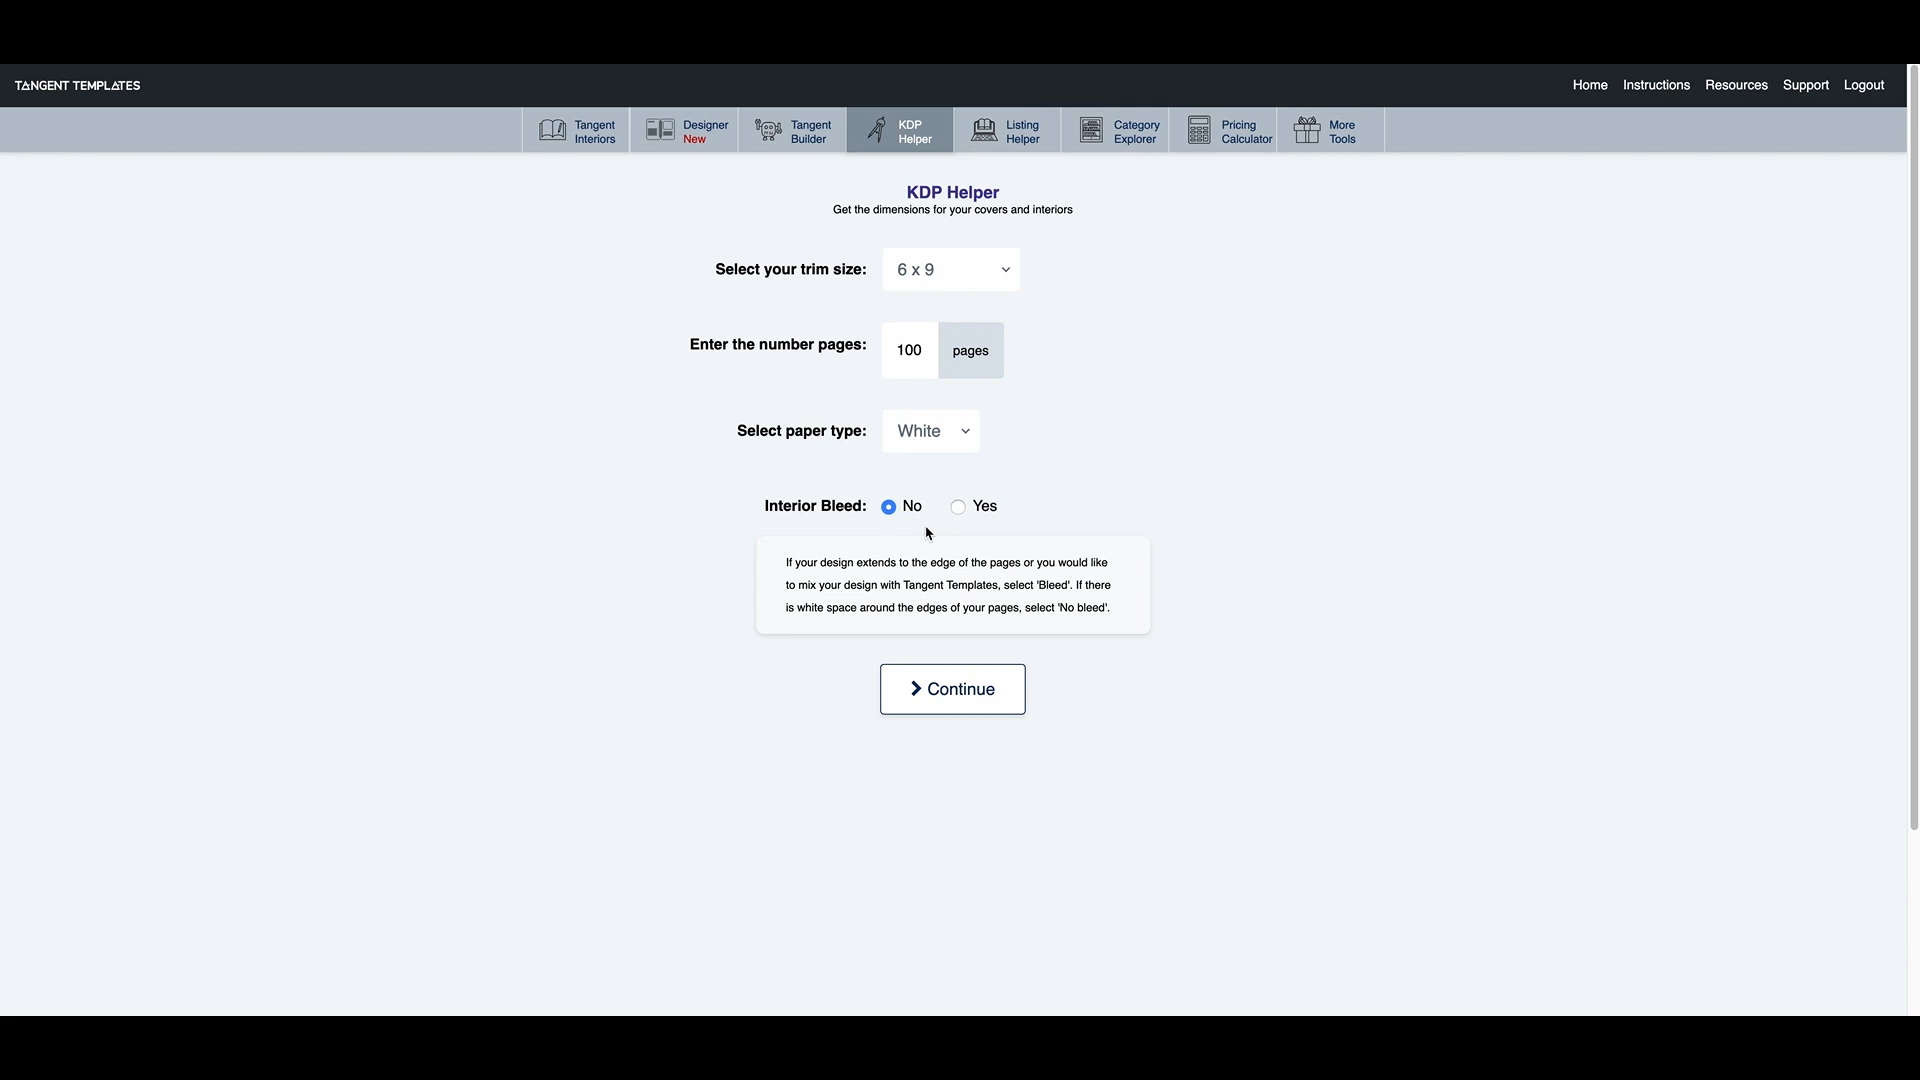 TANGENT TEMPLATES
Home Instructions Resources Support Logout
Tangent Interiors
Designer New
Tangent Builder
KDP Helper
Listing Helper
Category Explorer
Pricing Calculator
More Tools
KDP Helper
Get the dimensions for your covers and interiors
Select your trim size: 6 x 9
Enter the number pages: 100 pages
Select paper type: White
Interior Bleed: No Yes
If your design extends to the edge of the pages or you would like
to mix your design with Tangent Templates, select 'Bleed'. If there
is white space around the edges of your pages, select 'No bleed'.
Continue